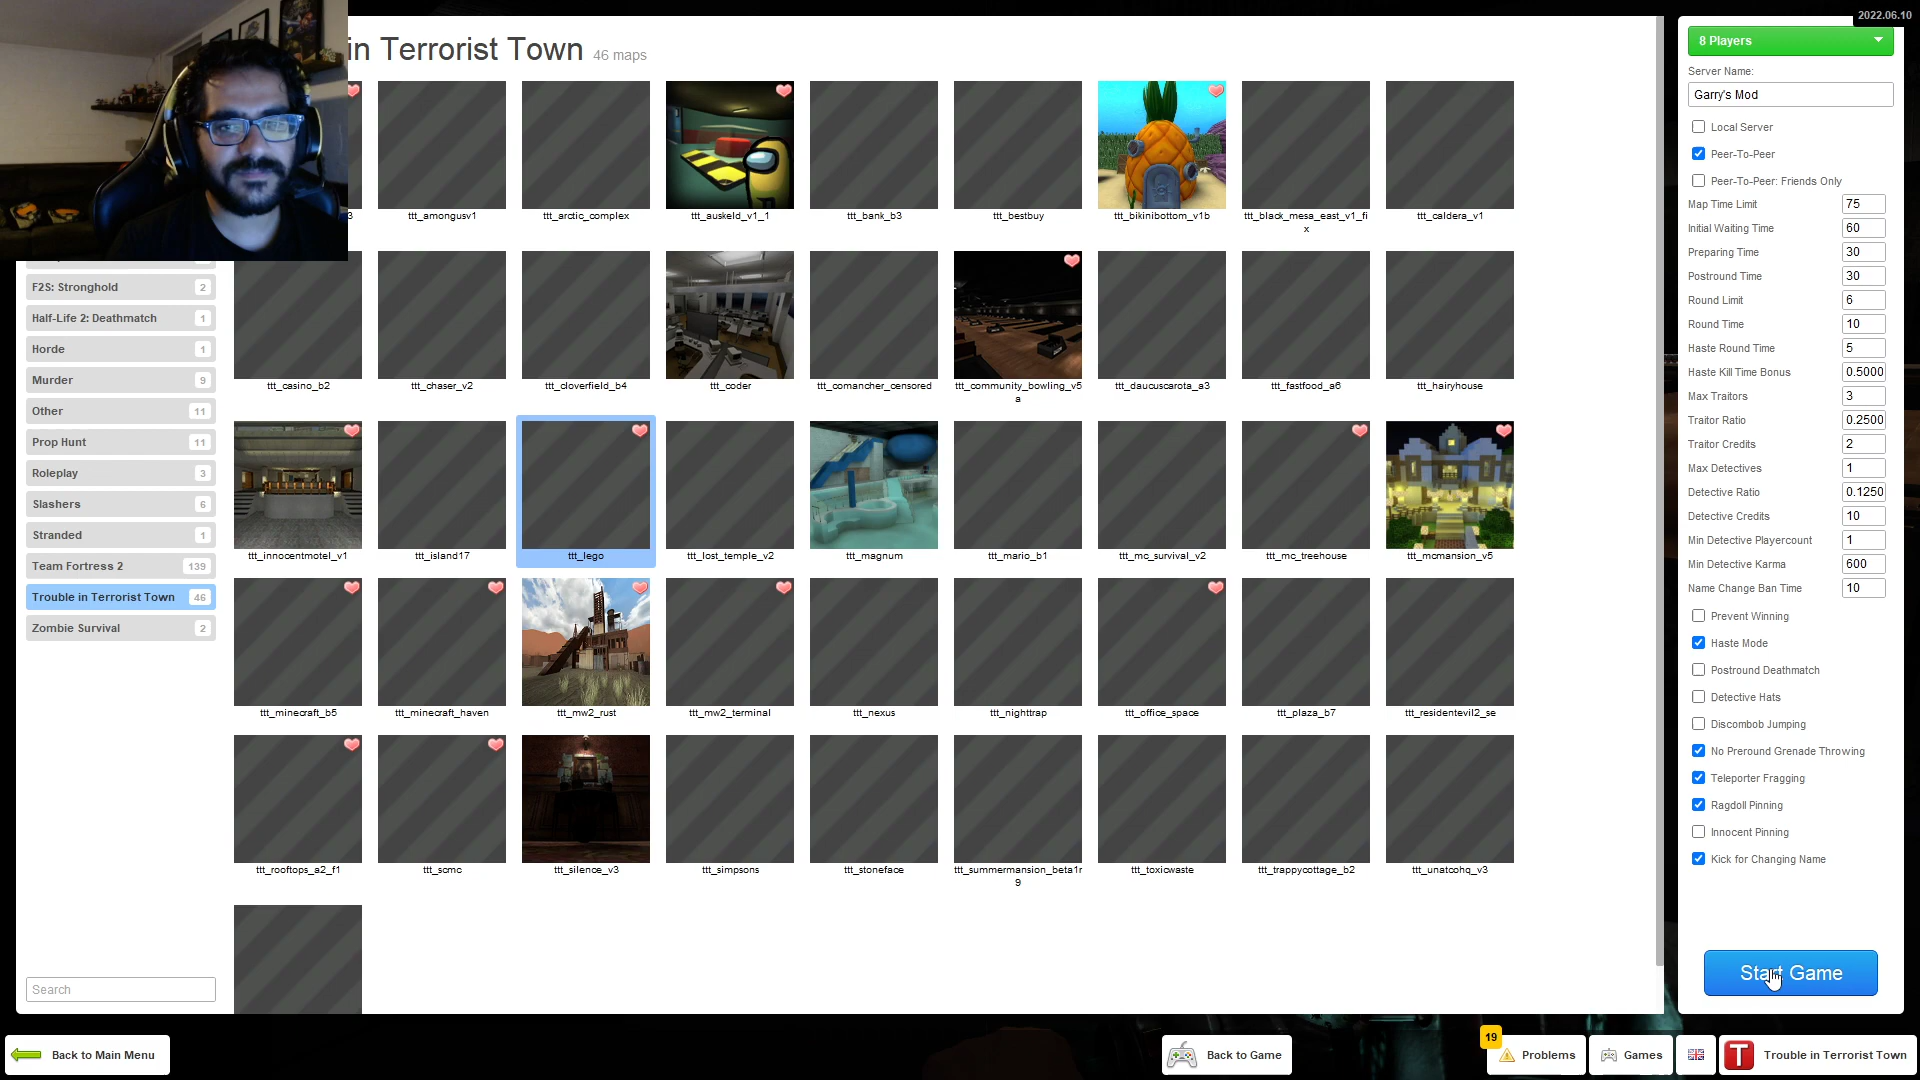 2022.06.10
in Terrorist Town 46 maps
3
ttt_amongusv1
ttt_arctic_complex
ttt_auskeld_v1_1
ttt_bank_b3
ttt_bestbuy
ttt_bikinibottom_v1b
ttt_black_mesa_east_v1_fi
x
ttt_caldera_v1
ttt_casino_b2
ttt_chaser_v2
ttt_cloverfield_b4
ttt_coder
ttt_comancher_censored
ttt_community_bowling_v5
a
ttt_daucuscarota_a3
ttt_fastfood_a6
ttt_hairyhouse
ttt_innocentmotel_v1
ttt_island17
ttt_lego
ttt_lost_temple_v2
ttt_magnum
ttt_mario_b1
ttt_mc_survival_v2
ttt_mc_treehouse
ttt_mcmansion_v5
ttt_minecraft_b5
ttt_minecraft_haven
ttt_mw2_rust
ttt_mw2_terminal
ttt_nexus
ttt_nighttrap
ttt_office_space
ttt_plaza_b7
ttt_residentevil2_se
ttt_rooftops_a2_f1
ttt_scmc
ttt_silence_v3
ttt_simpsons
ttt_stoneface
ttt_summermansion_beta1r
9
ttt_toxicwaste
ttt_trappycottage_b2
ttt_unatcohq_v3
F2S: Stronghold 2
Half-Life 2: Deathmatch 1
Horde 1
Murder 9
Other 11
Prop Hunt 11
Roleplay 3
Slashers 6
Stranded 1
Team Fortress 2 139
Trouble in Terrorist Town 46
Zombie Survival 2
Search
8 Players
Server Name:
Garry's Mod
Local Server
Peer-To-Peer
Peer-To-Peer: Friends Only
Map Time Limit 75
Initial Waiting Time 60
Preparing Time 30
Postround Time 30
Round Limit 6
Round Time 10
Haste Round Time 5
Haste Kill Time Bonus 0.5000
Max Traitors 3
Traitor Ratio 0.2500
Traitor Credits 2
Max Detectives 1
Detective Ratio 0.1250
Detective Credits 10
Min Detective Playercount 1
Min Detective Karma 600
Name Change Ban Time 10
Prevent Winning
Haste Mode
Postround Deathmatch
Detective Hats
Discombob Jumping
No Preround Grenade Throwing
Teleporter Fragging
Ragdoll Pinning
Innocent Pinning
Kick for Changing Name
Start Game
Back to Main Menu
Back to Game
19
Problems
Games
T
Trouble in Terrorist Town